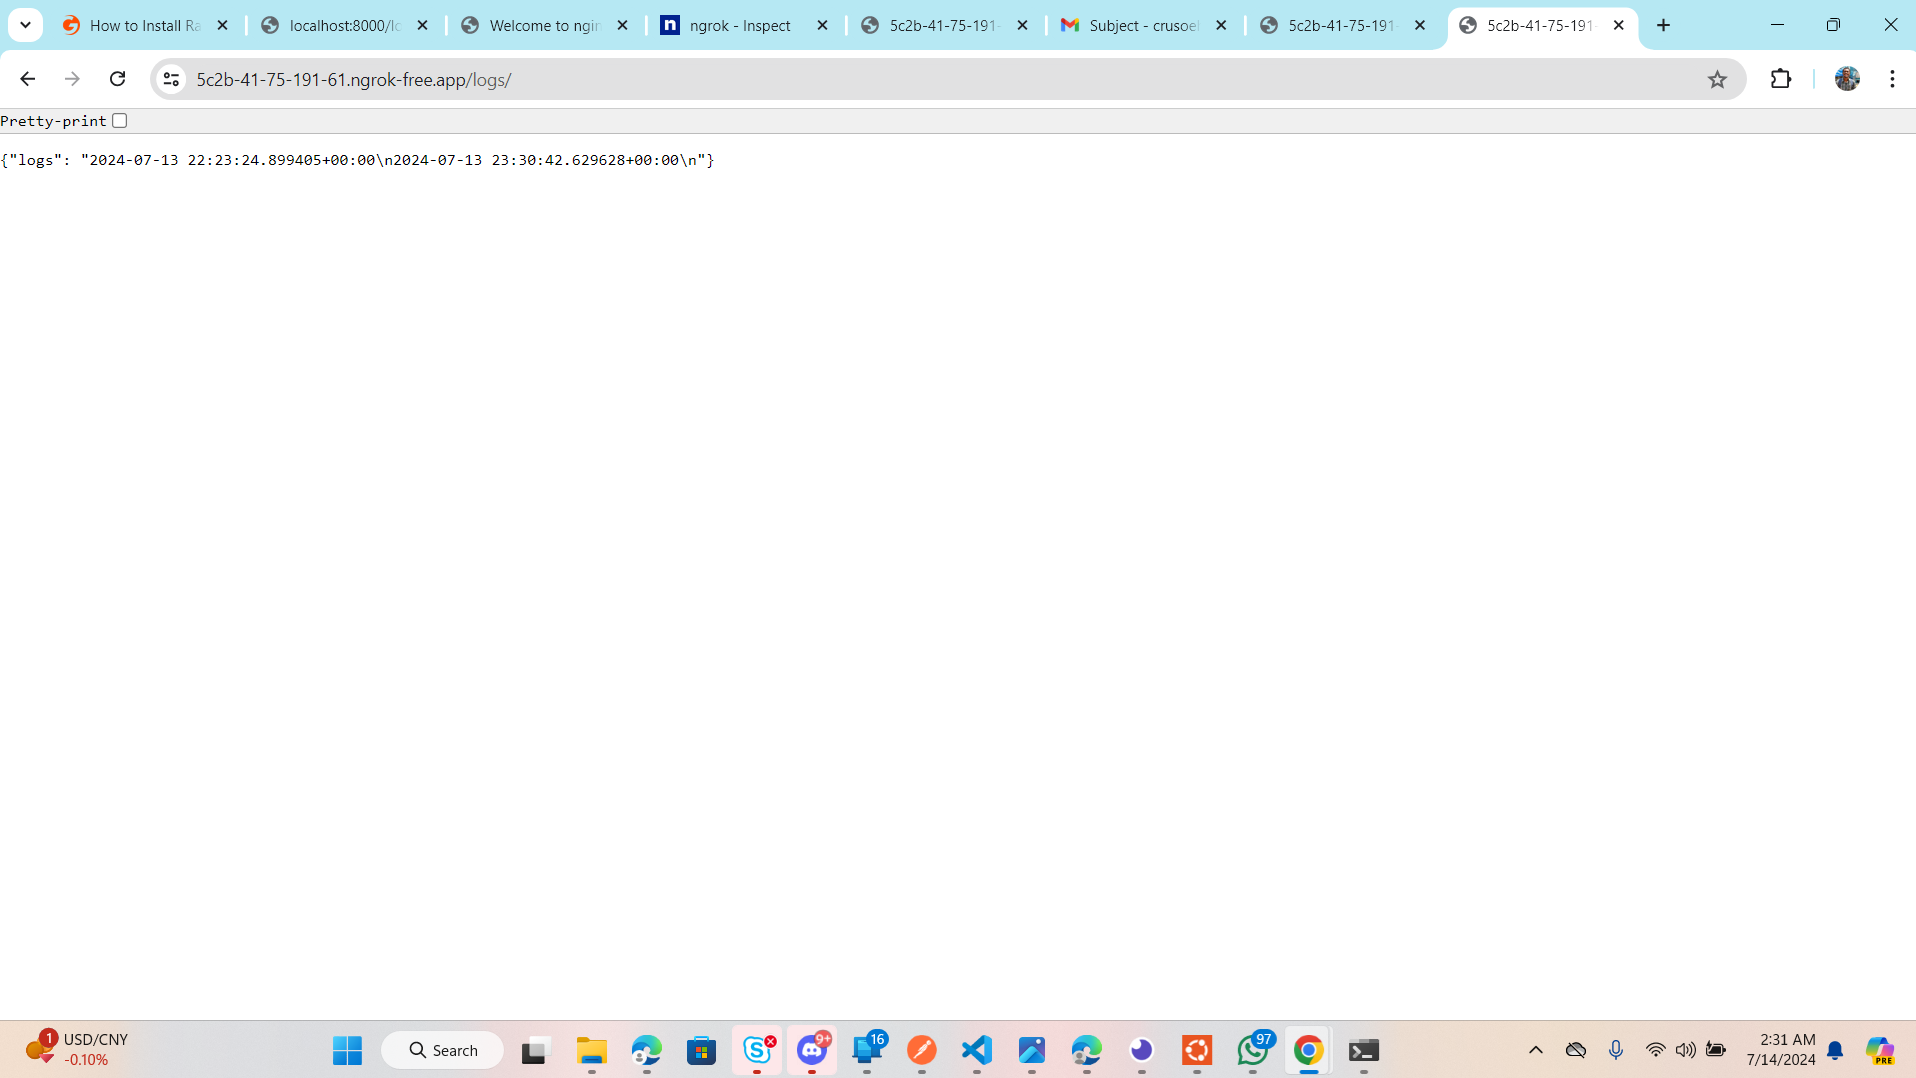 How to Install Ra
localhost:8000/lo
Welcome to ngin
ngrok - Inspect
5c2b-41-75-191-
Subject - crusoel
5c2b-41-75-191-
5c2b-41-75-191-
5c2b-41-75-191-61.ngrok-free.app/logs/
Pretty-print
{"logs": "2024-07-13 22:23:24.899405+00:00\n2024-07-13 23:30:42.629628+00:00\n"}
1
USD/CNY
-0.10%
Search
9+
16
97
2:31 AM
7/14/2024
PRE